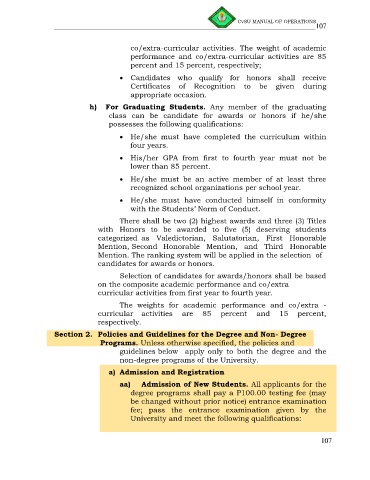 CvSU MANUAL OF OPERATIONS
107
co/extra-curricular activities. The weight of academic
performance and co/extra-curricular activities are 85
percent and 15 percent, respectively;
• Candidates who qualify for honors shall receive
Certificates of Recognition to be given during
appropriate occasion.
h) For Graduating Students. Any member of the graduating
class can be candidate for awards or honors if he/she
possesses the following qualifications:
• He/she must have completed the curriculum within
four years.
• His/her GPA from first to fourth year must not be
lower than 85 percent.
• He/she must be an active member of at least three
recognized school organizations per school year.
• He/she must have conducted himself in conformity
with the Students' Norm of Conduct.
There shall be two (2) highest awards and three (3) Titles
with Honors to be awarded to five (5) deserving students
categorized as Valedictorian, Salutatorian, First Honorable
Mention, Second Honorable Mention, and Third Honorable
Mention. The ranking system will be applied in the selection of
candidates for awards or honors.
Selection of candidates for awards/honors shall be based
on the composite academic performance and co/extra
curricular activities from first year to fourth year.
The weights for academic performance and co/extra -
curricular activities are 85 percent and 15 percent,
respectively.
Section 2. Policies and Guidelines for the Degree and Non- Degree
Programs. Unless otherwise specified, the policies and
guidelines below apply only to both the degree and the
non-degree programs of the University.
a) Admission and Registration
aa) Admission of New Students. All applicants for the
degree programs shall pay a P100.00 testing fee (may
be changed without prior notice) entrance examination
fee; pass the entrance examination given by the
University and meet the following qualifications:
107